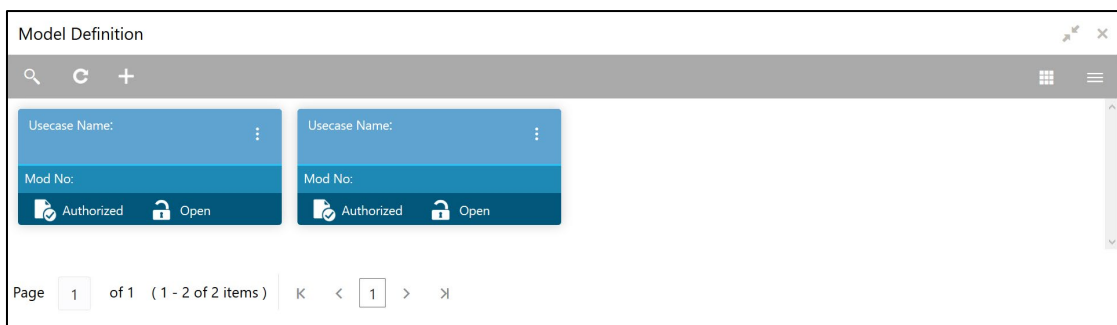 Model Definition
Usecase Name: Usecase Name:
Mod No: Mod No:
Authorized Open Authorized Open
Page 1 of 1 ( 1 - 2 of 2 items ) 1